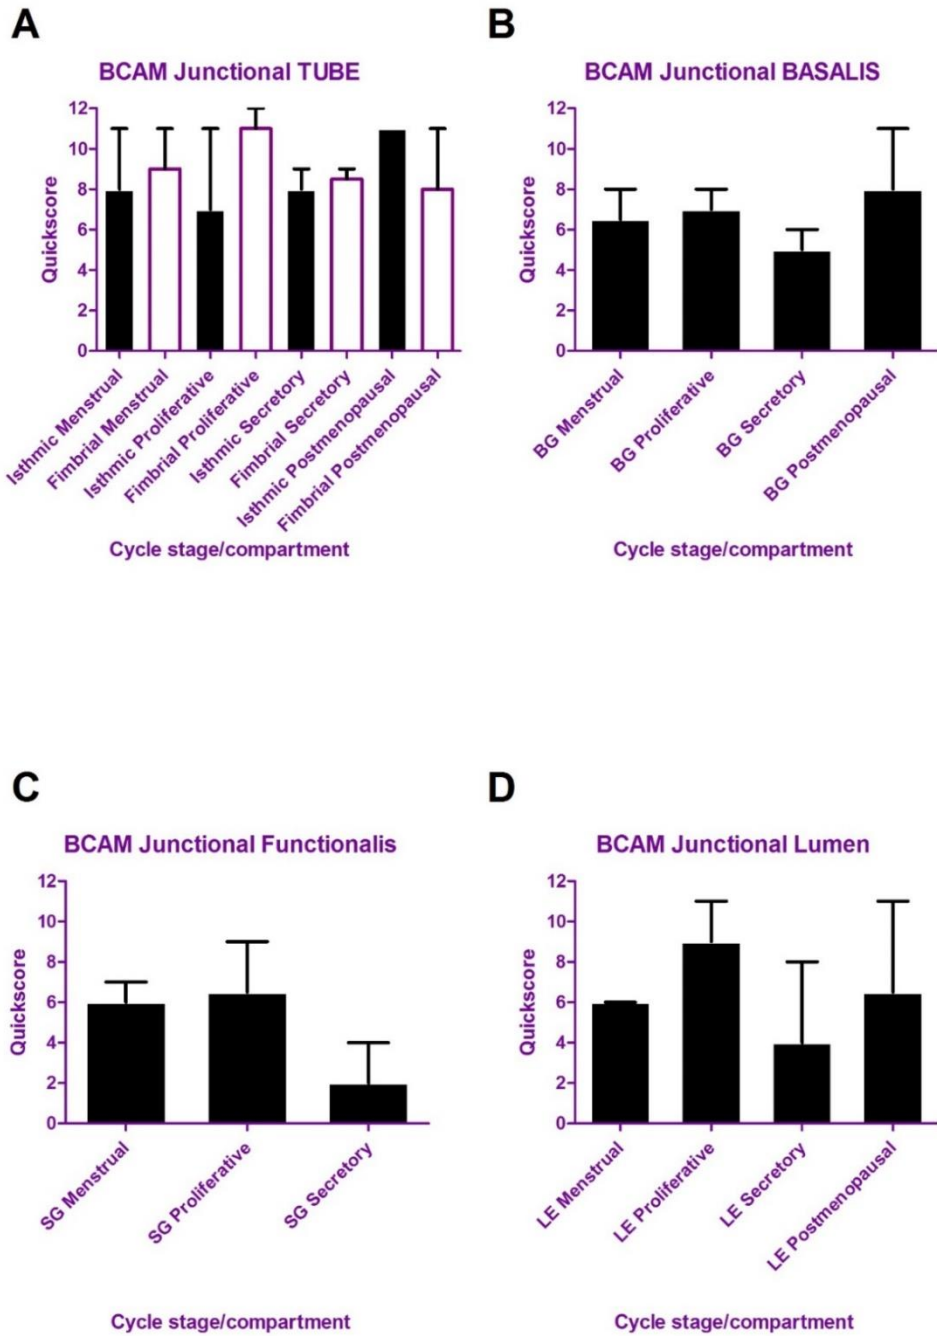 A
BCAM Junctional TUBE
12
10
8
6
4
2
0
Quickscore
Isthmic Menstrual
Fimbrial Menstrual
Isthmic Proliferative
Fimbrial Proliferative
Isthmic Secretory
Fimbrial Secretory
Isthmic Postmenopausal
Fimbrial Postmenopausal
Cycle stage/compartment
B
BCAM Junctional BASALIS
12
10
8
6
4
2
0
Quickscore
BG Menstrual
BG Proliferative
BG Secretory
BG Postmenopausal
Cycle stage/compartment
C
BCAM Junctional Functionalis
12
10
8
6
4
2
0
Quickscore
SG Menstrual
SG Proliferative
SG Secretory
Cycle stage/compartment
D
BCAM Junctional Lumen
12
10
8
6
4
2
0
Quickscore
LE Menstrual
LE Proliferative
LE Secretory
LE Postmenopausal
Cycle stage/compartment